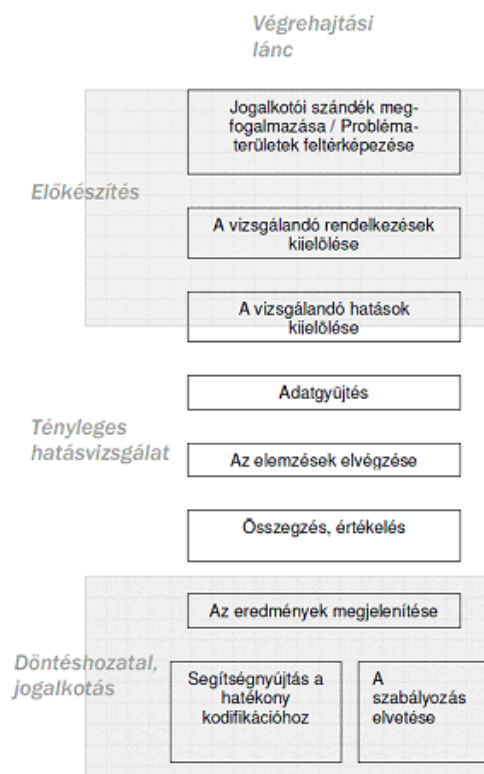 Végrehajtási
lánc
Jogalkotói szándék meg-
fogalmazása / Probléma-
területek feltérképezése
Előkészítés
A vizsgálandó rendelkezések
kijelölése
A vizsgálandó hatások
kijelölése
Adatgyűjtés
Tényleges
hatásvizsgálat
Az elemzések elvégzése
Összegzés, értékelés
Az eredmények megjelenítése
Döntéshozatal,
jogalkotás
Segítségnyújtás a
hatékony
kodifikációhoz
A
szabályozás
elvetése